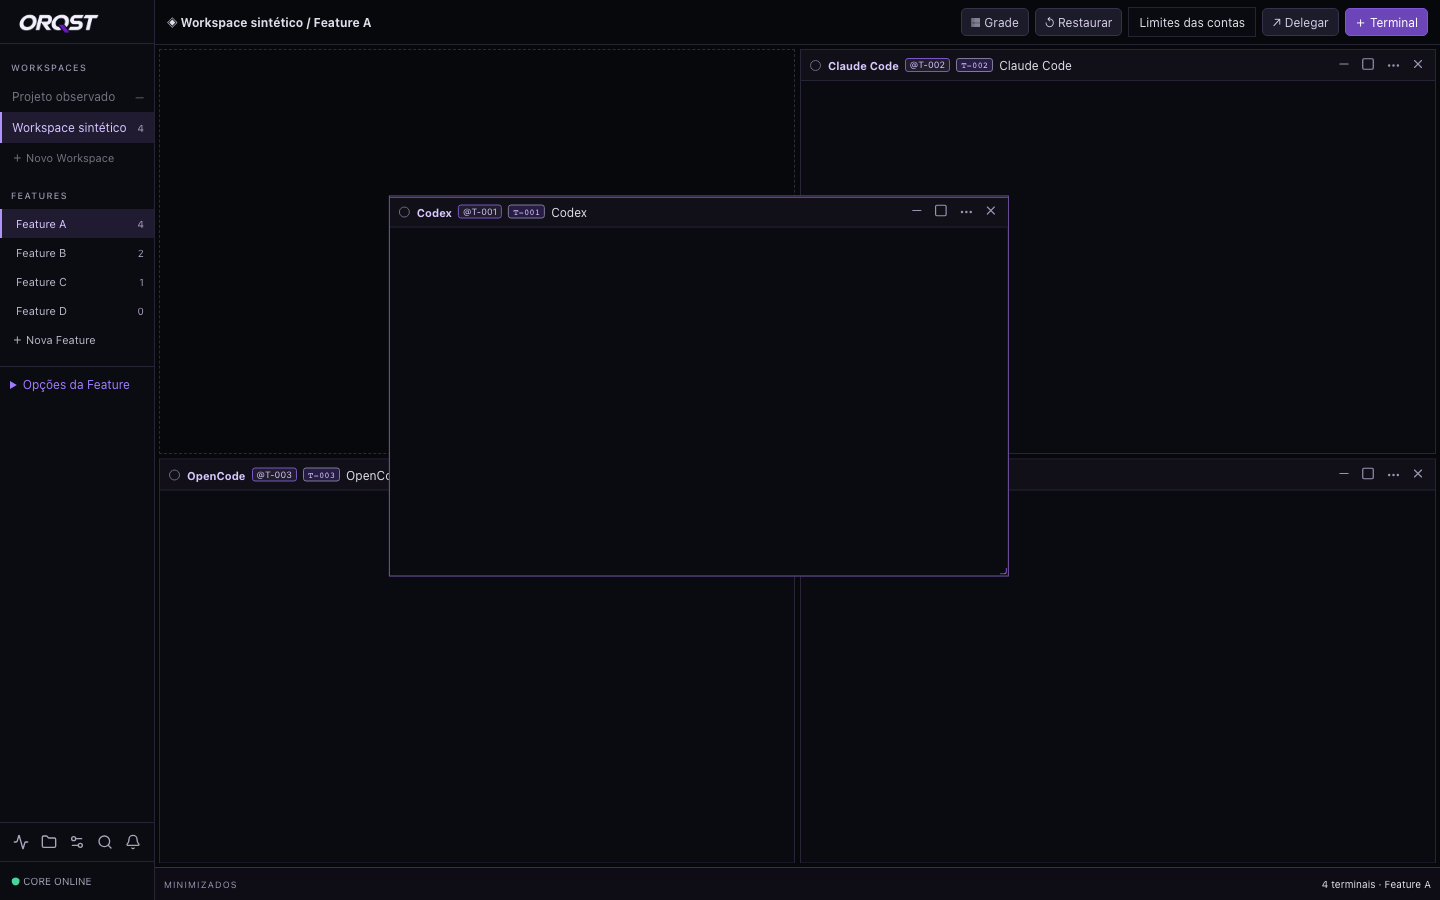 ORQST
◈ Workspace sintético / Feature A
▦ Grade
Restaurar
Limites das contas
↗ Delegar
+ Terminal
WORKSPACES
Projeto observado —
Workspace sintético 4
+ Novo Workspace
FEATURES
Feature A 4
Feature B 2
Feature C 1
Feature D 0
+ Nova Feature
▶ Opções da Feature
Claude Code @T-002 T-002 Claude Code
Codex @T-001 T-001 Codex
OpenCode @T-003 T-003 OpenCo
CORE ONLINE
MINIMIZADOS
4 terminais · Feature A